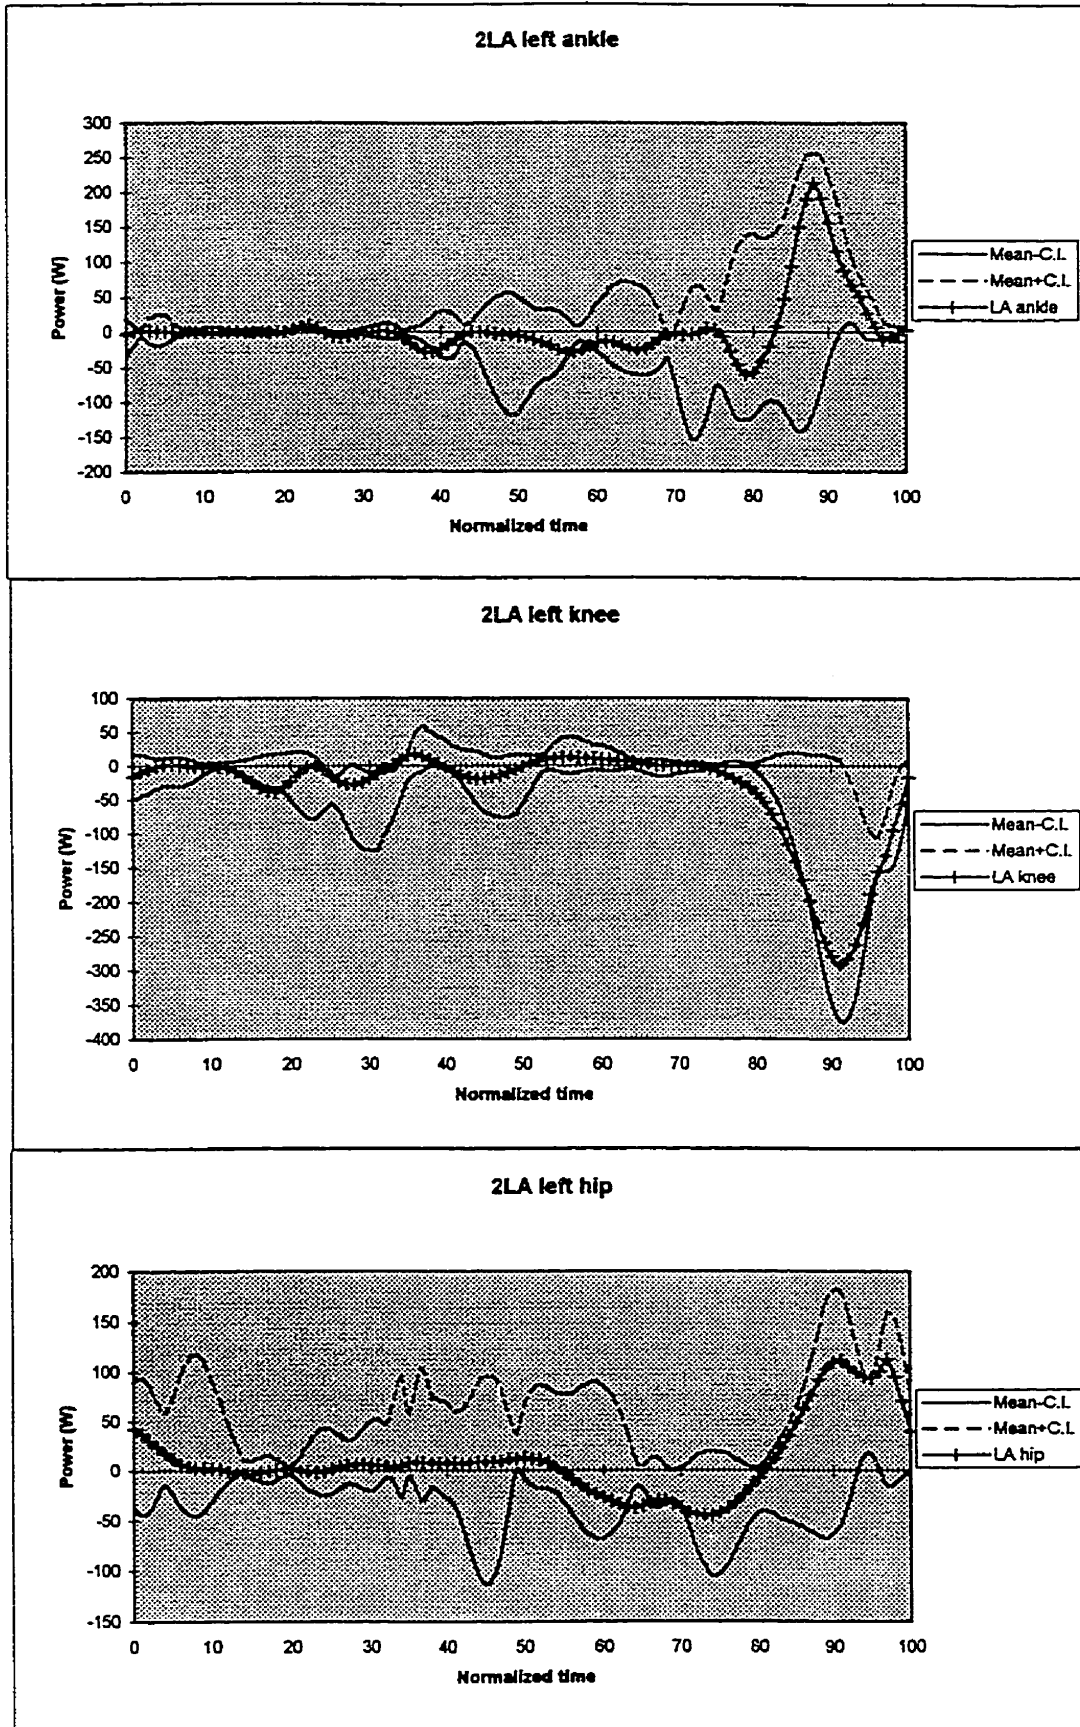 2LA left ankle
300
250
200
150
100
50
0
-50
-100
-150
-200
Power (W)
0 10 20 30 40 50 60 70 80 90 100
Normalized time
Mean-C.L
Mean+C.L
LA ankle
2LA left knee
100
50
0
-50
-100
-150
-200
-250
-300
-350
-400
Power (W)
0 10 20 30 40 50 60 70 80 90 100
Normalized time
Mean-C.L
Mean+C.L
LA knee
2LA left hip
200
150
100
50
0
-50
-100
-150
Power (W)
0 10 20 30 40 50 60 70 80 90 100
Normalized time
Mean-C.L
Mean+C.L
LA hip